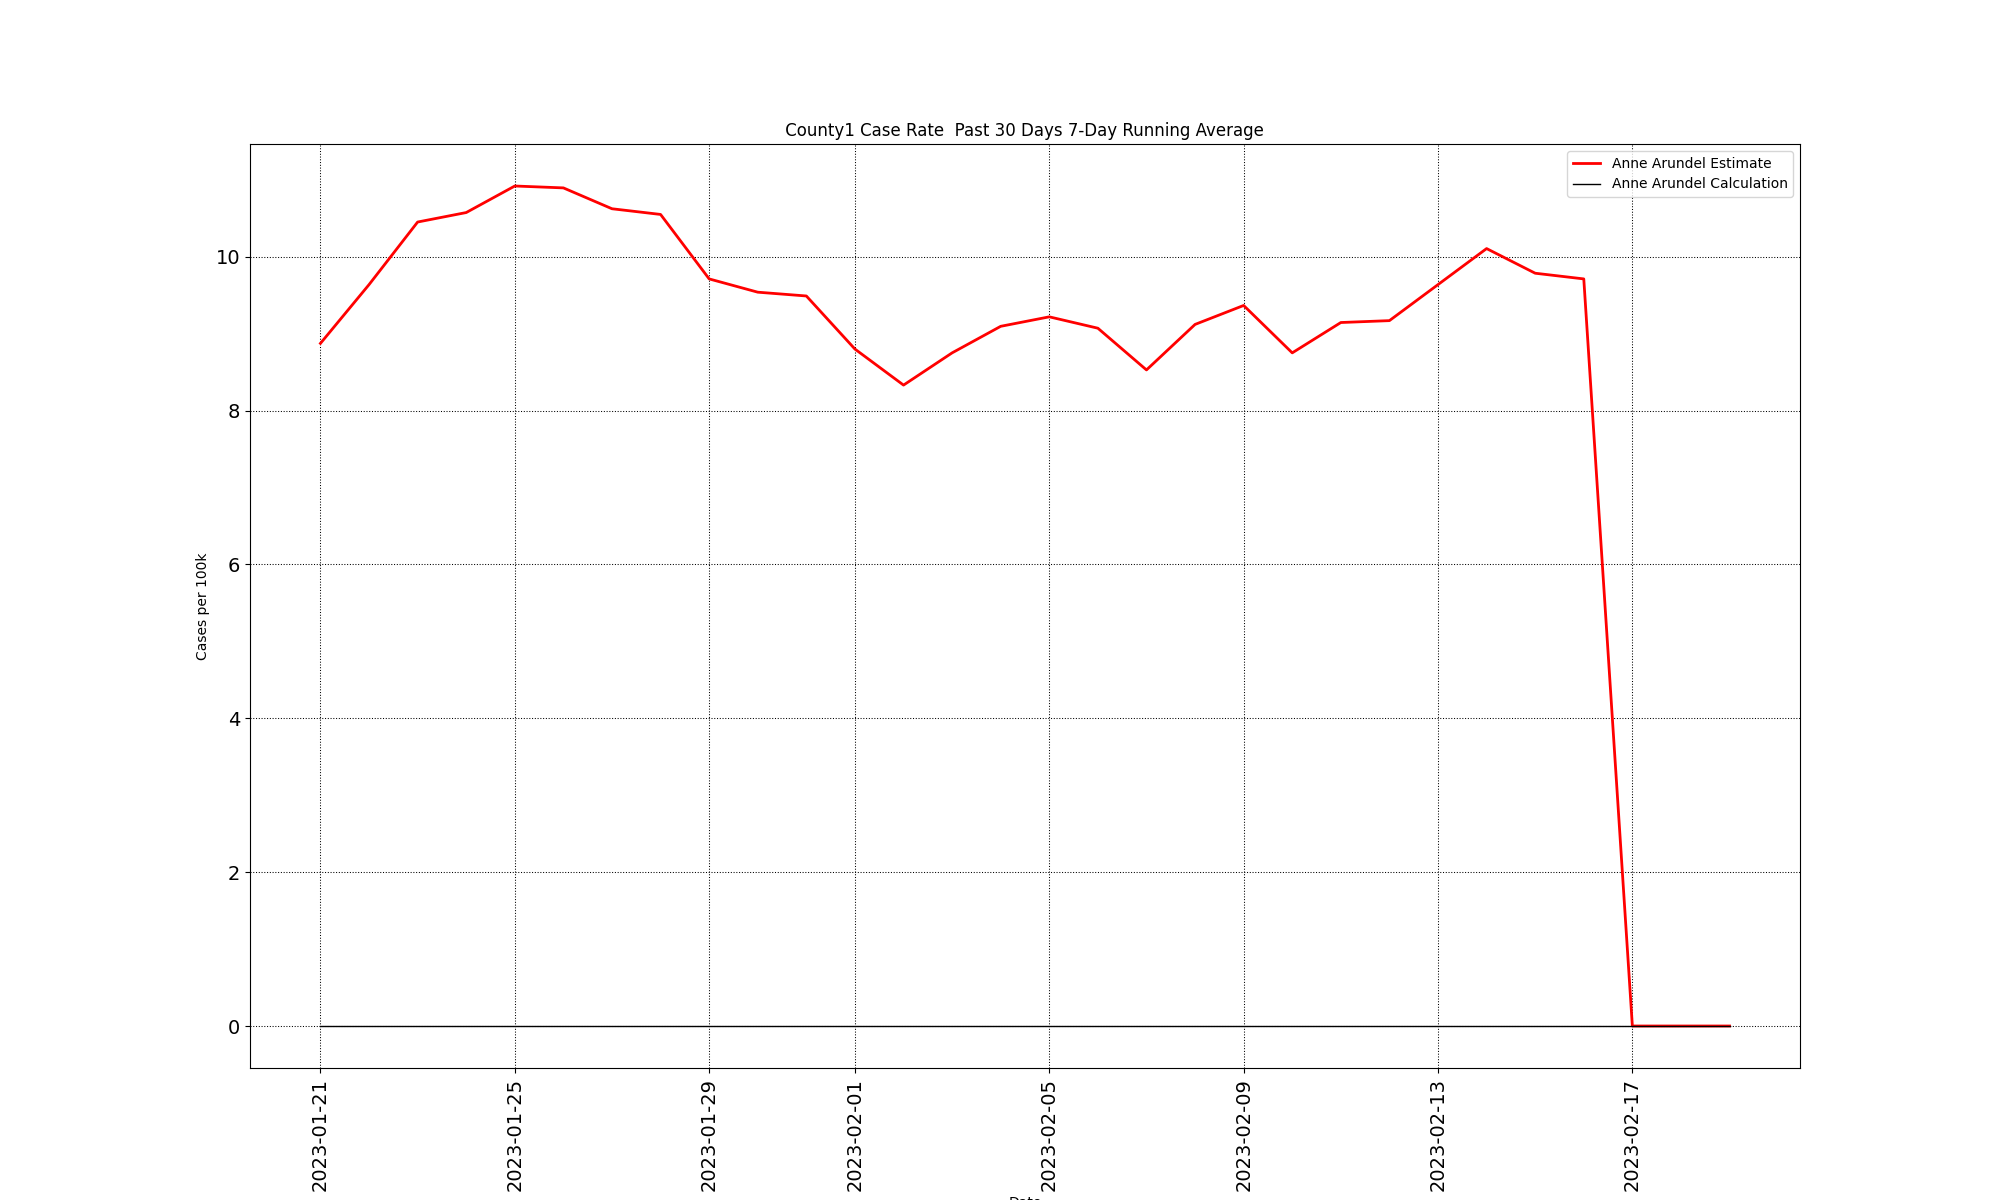 County1 Case Rate  Past 30 Days 7-Day Running Average
Anne Arundel Estimate
Anne Arundel Calculation
Cases per 100k
10
8
6
4
2
0
2023-01-21
2023-01-25
2023-01-29
2023-02-01
2023-02-05
2023-02-09
2023-02-13
2023-02-17
Date